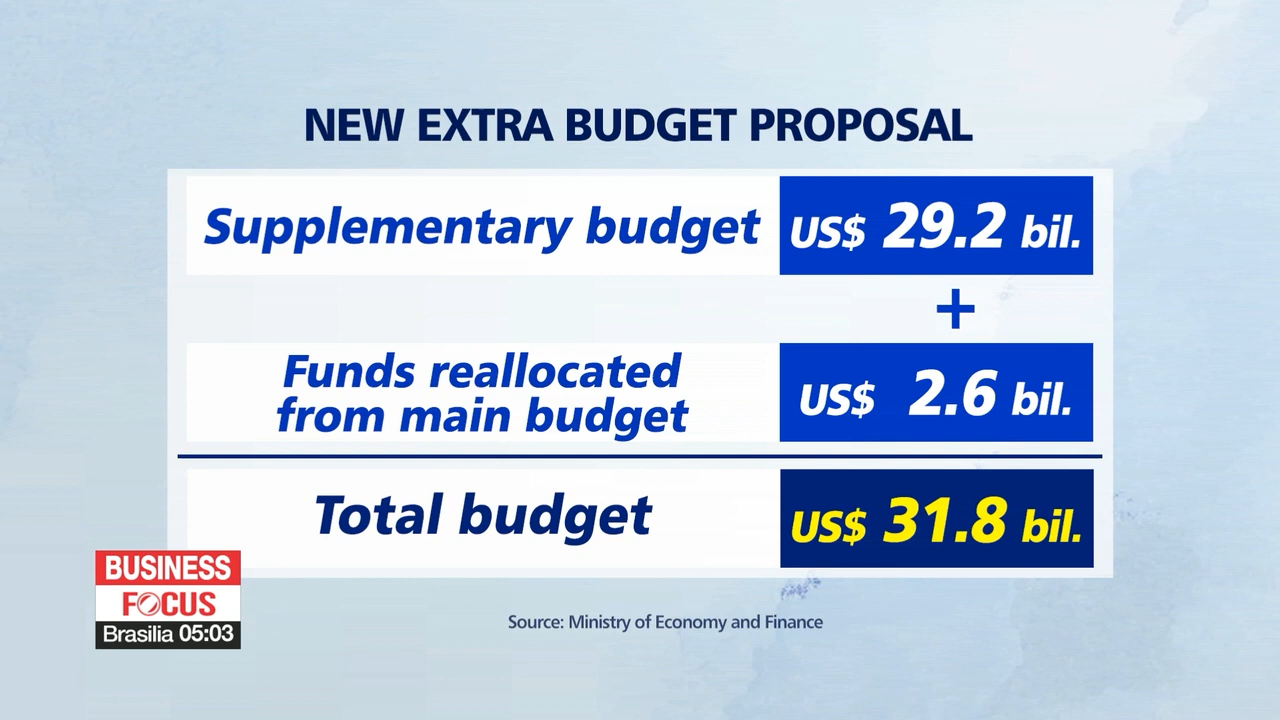 NEW EXTRA BUDGET PROPOSAL
Supplementary budget US$ 29.2 bil.
+
Funds reallocated
from main budget
US$ 2.6 bil.
Total budget US$ 31.8 bil.
BUSINESS
FOCUS
Brasilia 05:03
Source: Ministry of Economy and Finance